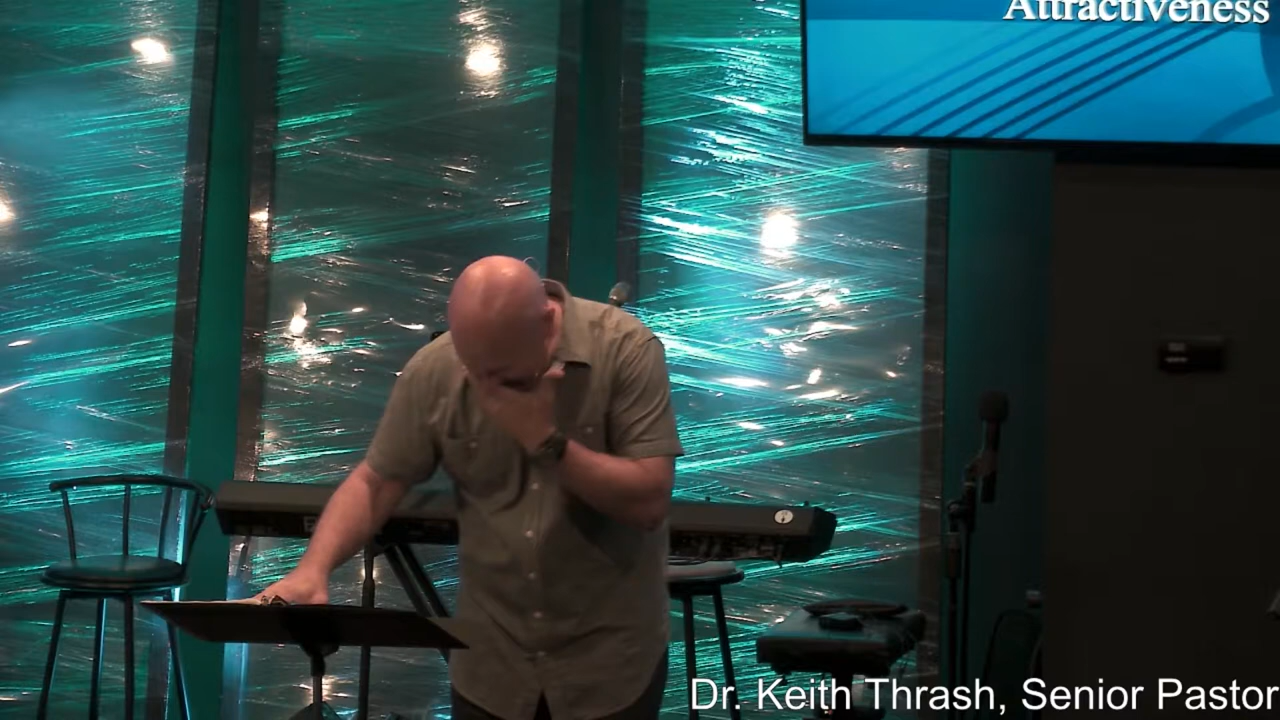 Attractiveness
Dr. Keith Thrash, Senior Pastor